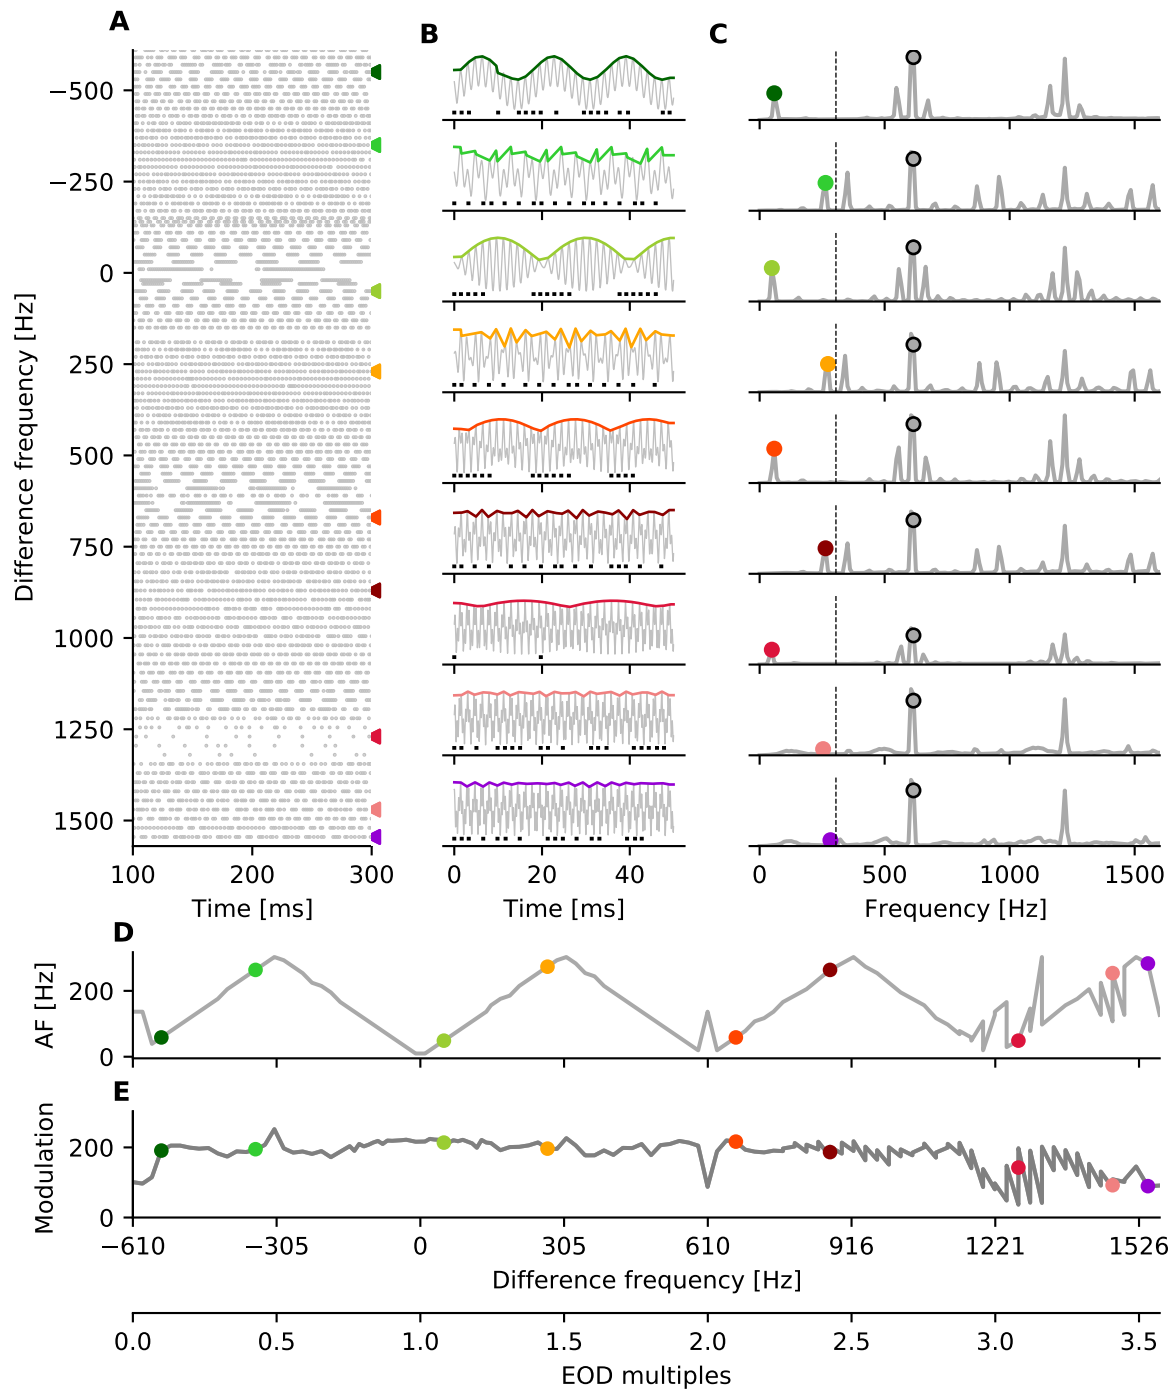 A
B
C
−500
−250
0
250
500
750
1000
1250
1500
Difference frequency [Hz]
100 200 300
Time [ms]
0 20 40
Time [ms]
0 500 1000 1500
Frequency [Hz]
D
200
0
AF [Hz]
E
200
0
Modulation
−610 −305 0 305 610 916 1221 1526
Difference frequency [Hz]
0.0 0.5 1.0 1.5 2.0 2.5 3.0 3.5
EOD multiples